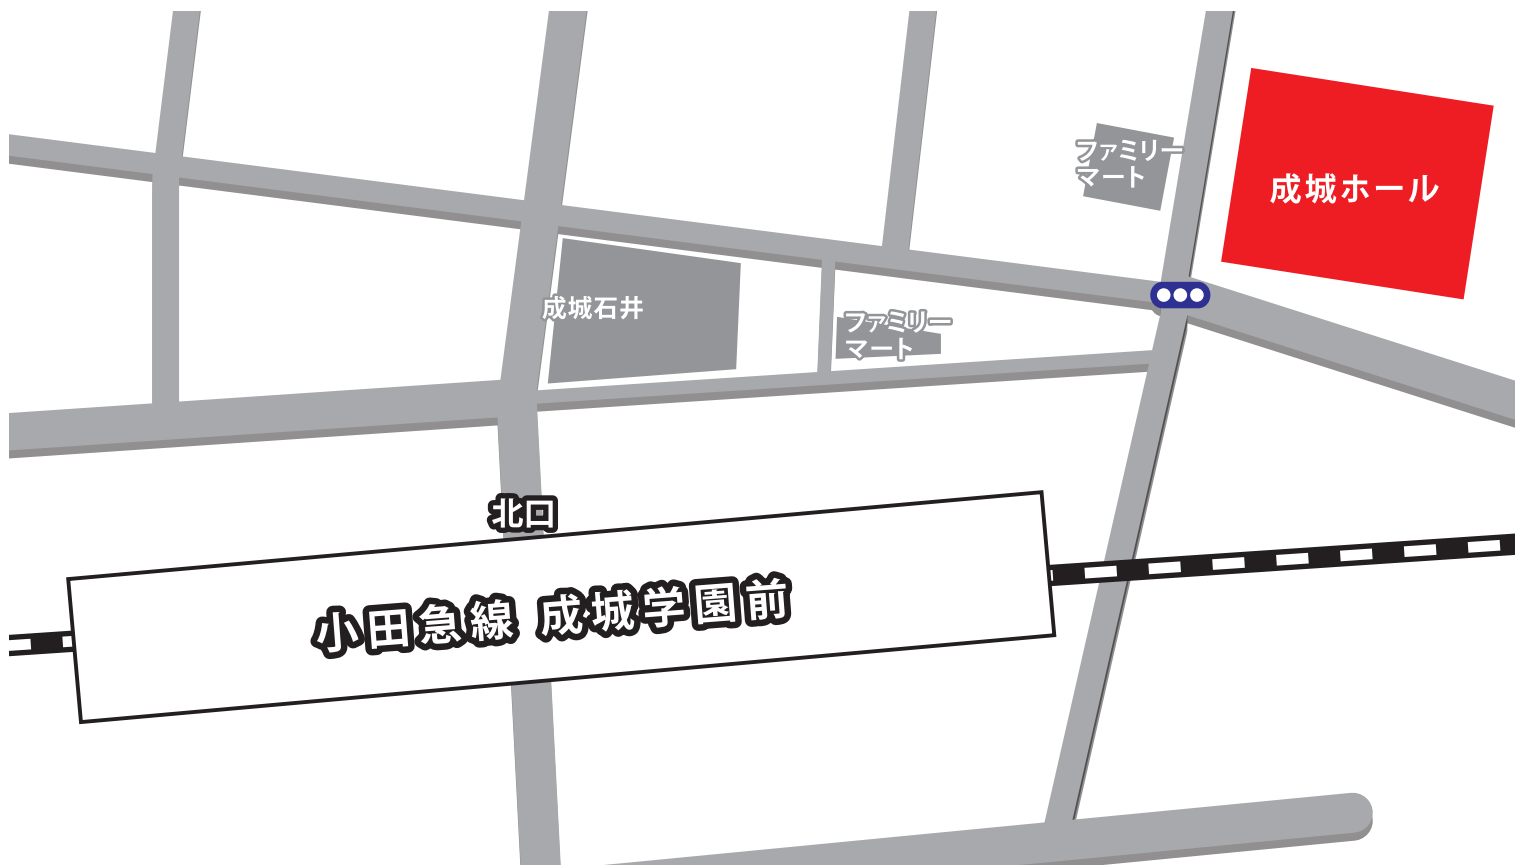 ファミリー
マート
成城ホール
成城石井
ファミリー
マート
北口
小田急線 成城学園前